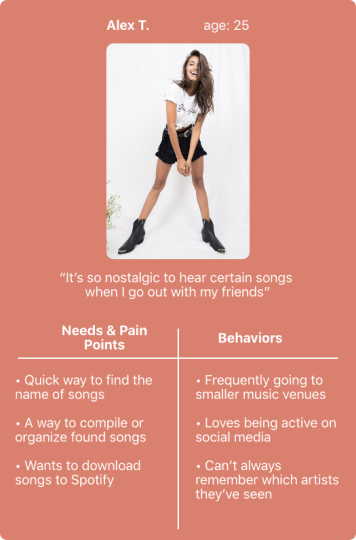 Alex T. age: 25
“It’s so nostalgic to hear certain songs
when I go out with my friends”
Needs & Pain
Points
Behaviors
• Quick way to find the
name of songs
• A way to compile or
organize found songs
• Wants to download
songs to Spotify
• Frequently going to
smaller music venues
• Loves being active on
social media
• Can’t always
remember which artists
they’ve seen